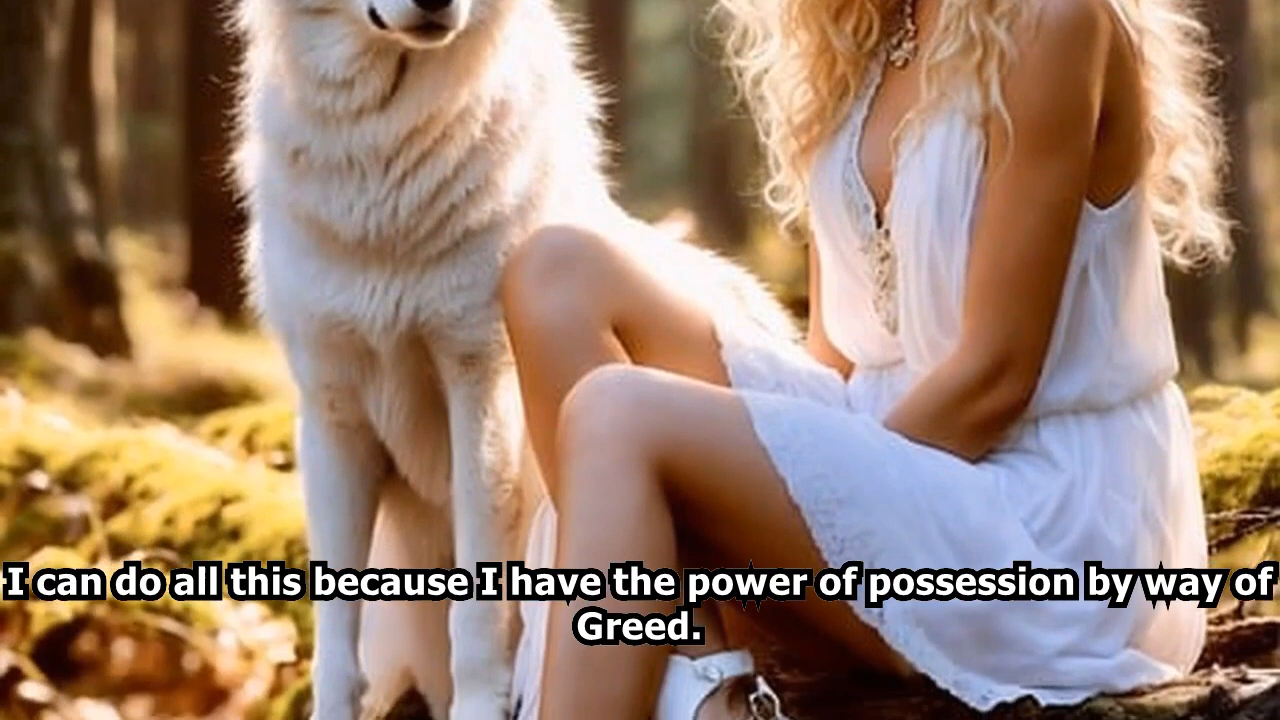 I can do all this because I have the power of possession by way of
Greed.